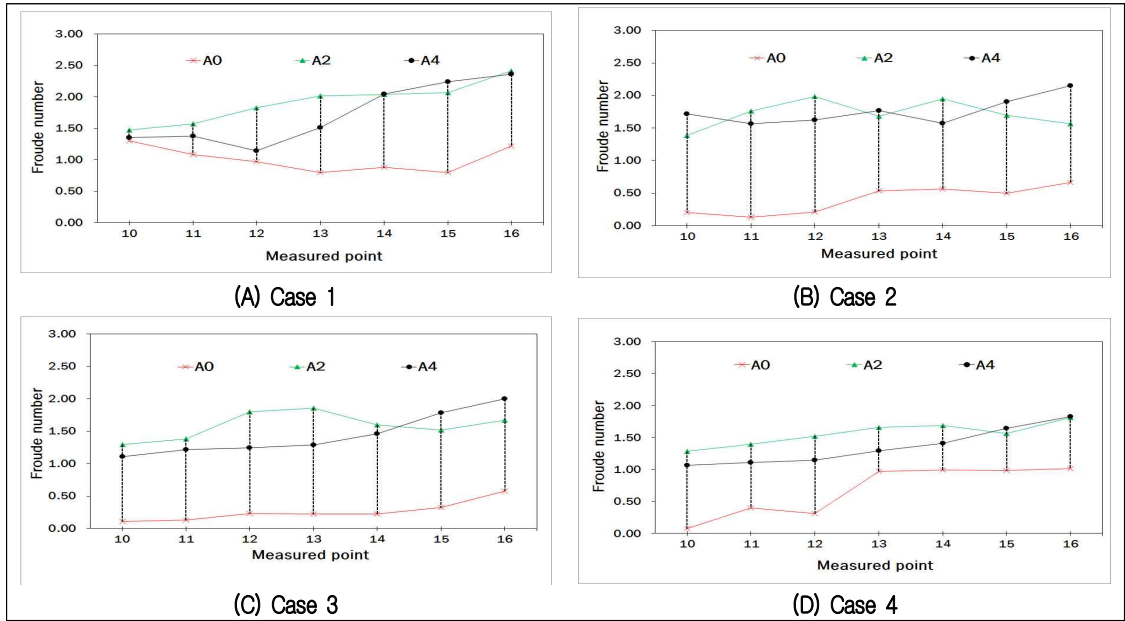 3.00
2.50
2.00
1.50
1.00
0.50
0.00
Froude number
A0 A2 A4
10 11 12 13 14 15 16
Measured point
(A) Case 1
3.00
2.50
2.00
1.50
1.00
0.50
0.00
Froude number
A0 A2 A4
10 11 12 13 14 15 16
Measured point
(B) Case 2
3.00
2.50
2.00
1.50
1.00
0.50
0.00
Froude number
A0 A2 A4
10 11 12 13 14 15 16
Measured point
(C) Case 3
3.00
2.50
2.00
1.50
1.00
0.50
0.00
Froude number
A0 A2 A4
10 11 12 13 14 15 16
Measured point
(D) Case 4